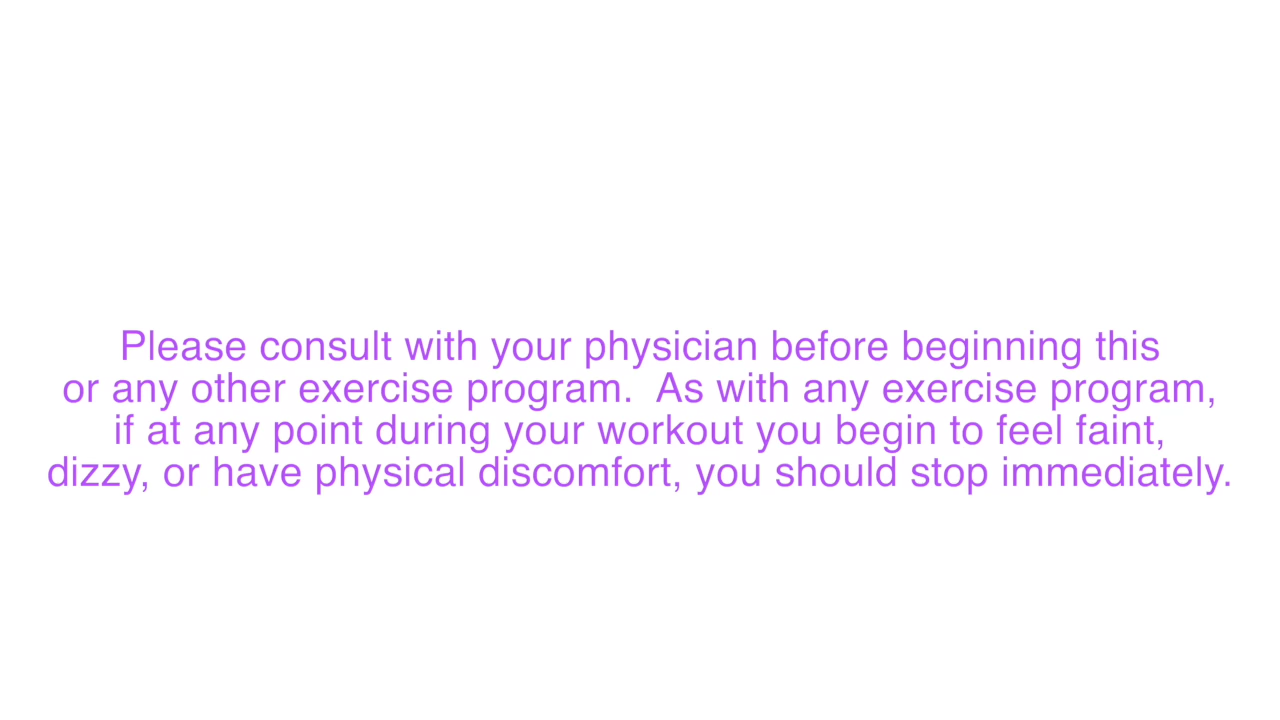 Please consult with your physician before beginning this
or any other exercise program.  As with any exercise program,
if at any point during your workout you begin to feel faint,
dizzy, or have physical discomfort, you should stop immediately.